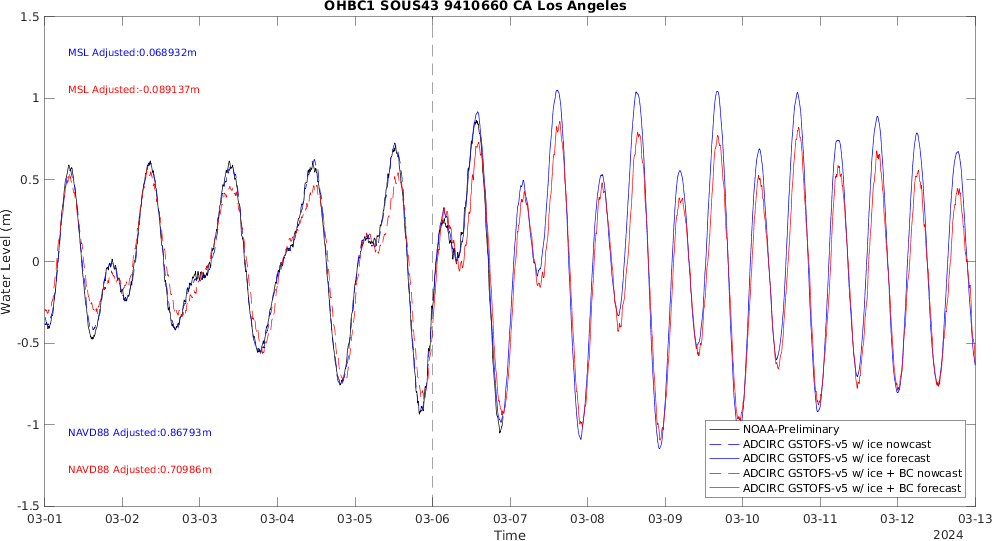 OHBC1 SOUS43 9410660 CA Los Angeles
1.5
MSL Adjusted:0.068932m
MSL Adjusted:-0.089137m
1
0.5
Water Level (m)
0
-0.5
-1
NAVD88 Adjusted:0.86793m
NAVD88 Adjusted:0.70986m
NOAA-Preliminary
ADCIRC GSTOFS-v5 w/ ice nowcast
ADCIRC GSTOFS-v5 w/ ice forecast
ADCIRC GSTOFS-v5 w/ ice + BC nowcast
ADCIRC GSTOFS-v5 w/ ice + BC forecast
-1.5
03-01 03-02 03-03 03-04 03-05 03-06 03-07 03-08 03-09 03-10 03-11 03-12 03-13
Time
2024